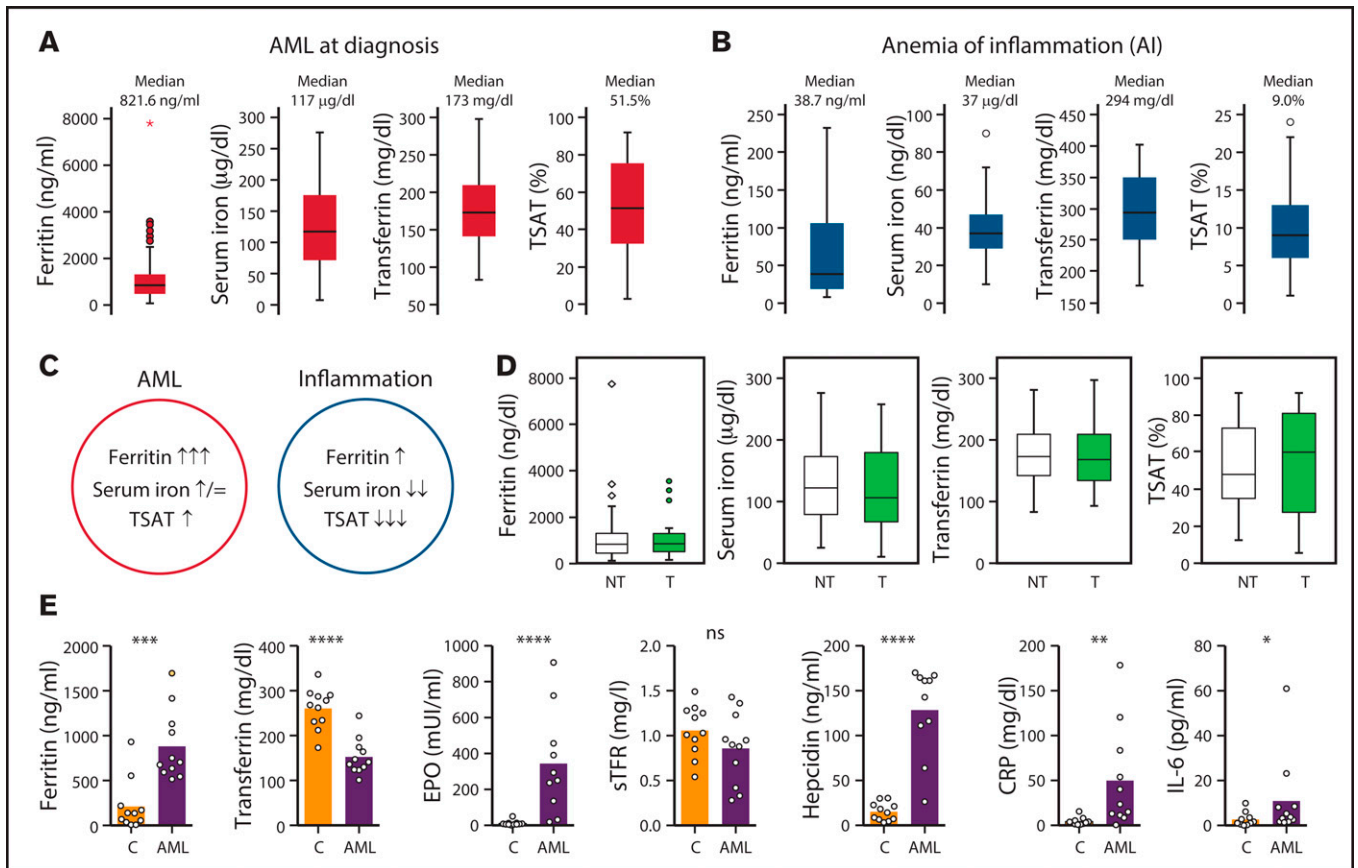 A
AML at diagnosis
Median
821.6 ng/ml
Ferritin (ng/ml)
8000
6000
4000
2000
0
*
Median
117 μg/dl
Serum iron (μg/dl)
300
250
200
150
100
50
0
Median
173 mg/dl
Transferrin (mg/dl)
300
250
200
150
100
50
Median
51.5%
TSAT (%)
100
80
60
40
20
0
B
Anemia of inflammation (AI)
Median
38.7 ng/ml
Ferritin (ng/ml)
250
200
150
100
50
0
Median
37 μg/dl
Serum iron (ng/dl)
100
80
60
40
20
0
Median
294 mg/dl
Transferrin (mg/dl)
450
400
350
300
250
200
150
Median
9.0%
TSAT (%)
25
20
15
10
5
0
C
AML
Ferritin ↑↑↑
Serum iron ↑/=
TSAT ↑
Inflammation
Ferritin ↑
Serum iron ↓↓
TSAT ↓↓↓
D
Ferritin (ng/dl)
8000
6000
4000
2000
0
NT
T
Serum iron (μg/dl)
300
200
100
0
NT
T
Transferrin (mg/dl)
300
200
100
0
NT
T
TSAT (%)
100
80
60
40
20
0
NT
T
E
Ferritin (ng/ml)
2000
1500
1000
500
0
***
C
AML
Transferrin (mg/dl)
400
300
200
100
0
****
C
AML
EPO (mUI/ml)
1000
800
600
400
200
0
****
C
AML
sTFR (mg/l)
2.0
1.5
1.0
0.5
0.0
ns
C
AML
Hepcidin (ng/ml)
200
150
100
50
0
****
C
AML
CRP (mg/dl)
200
150
100
50
0
**
C
AML
IL-6 (pg/ml)
80
60
40
20
0
*
C
AML